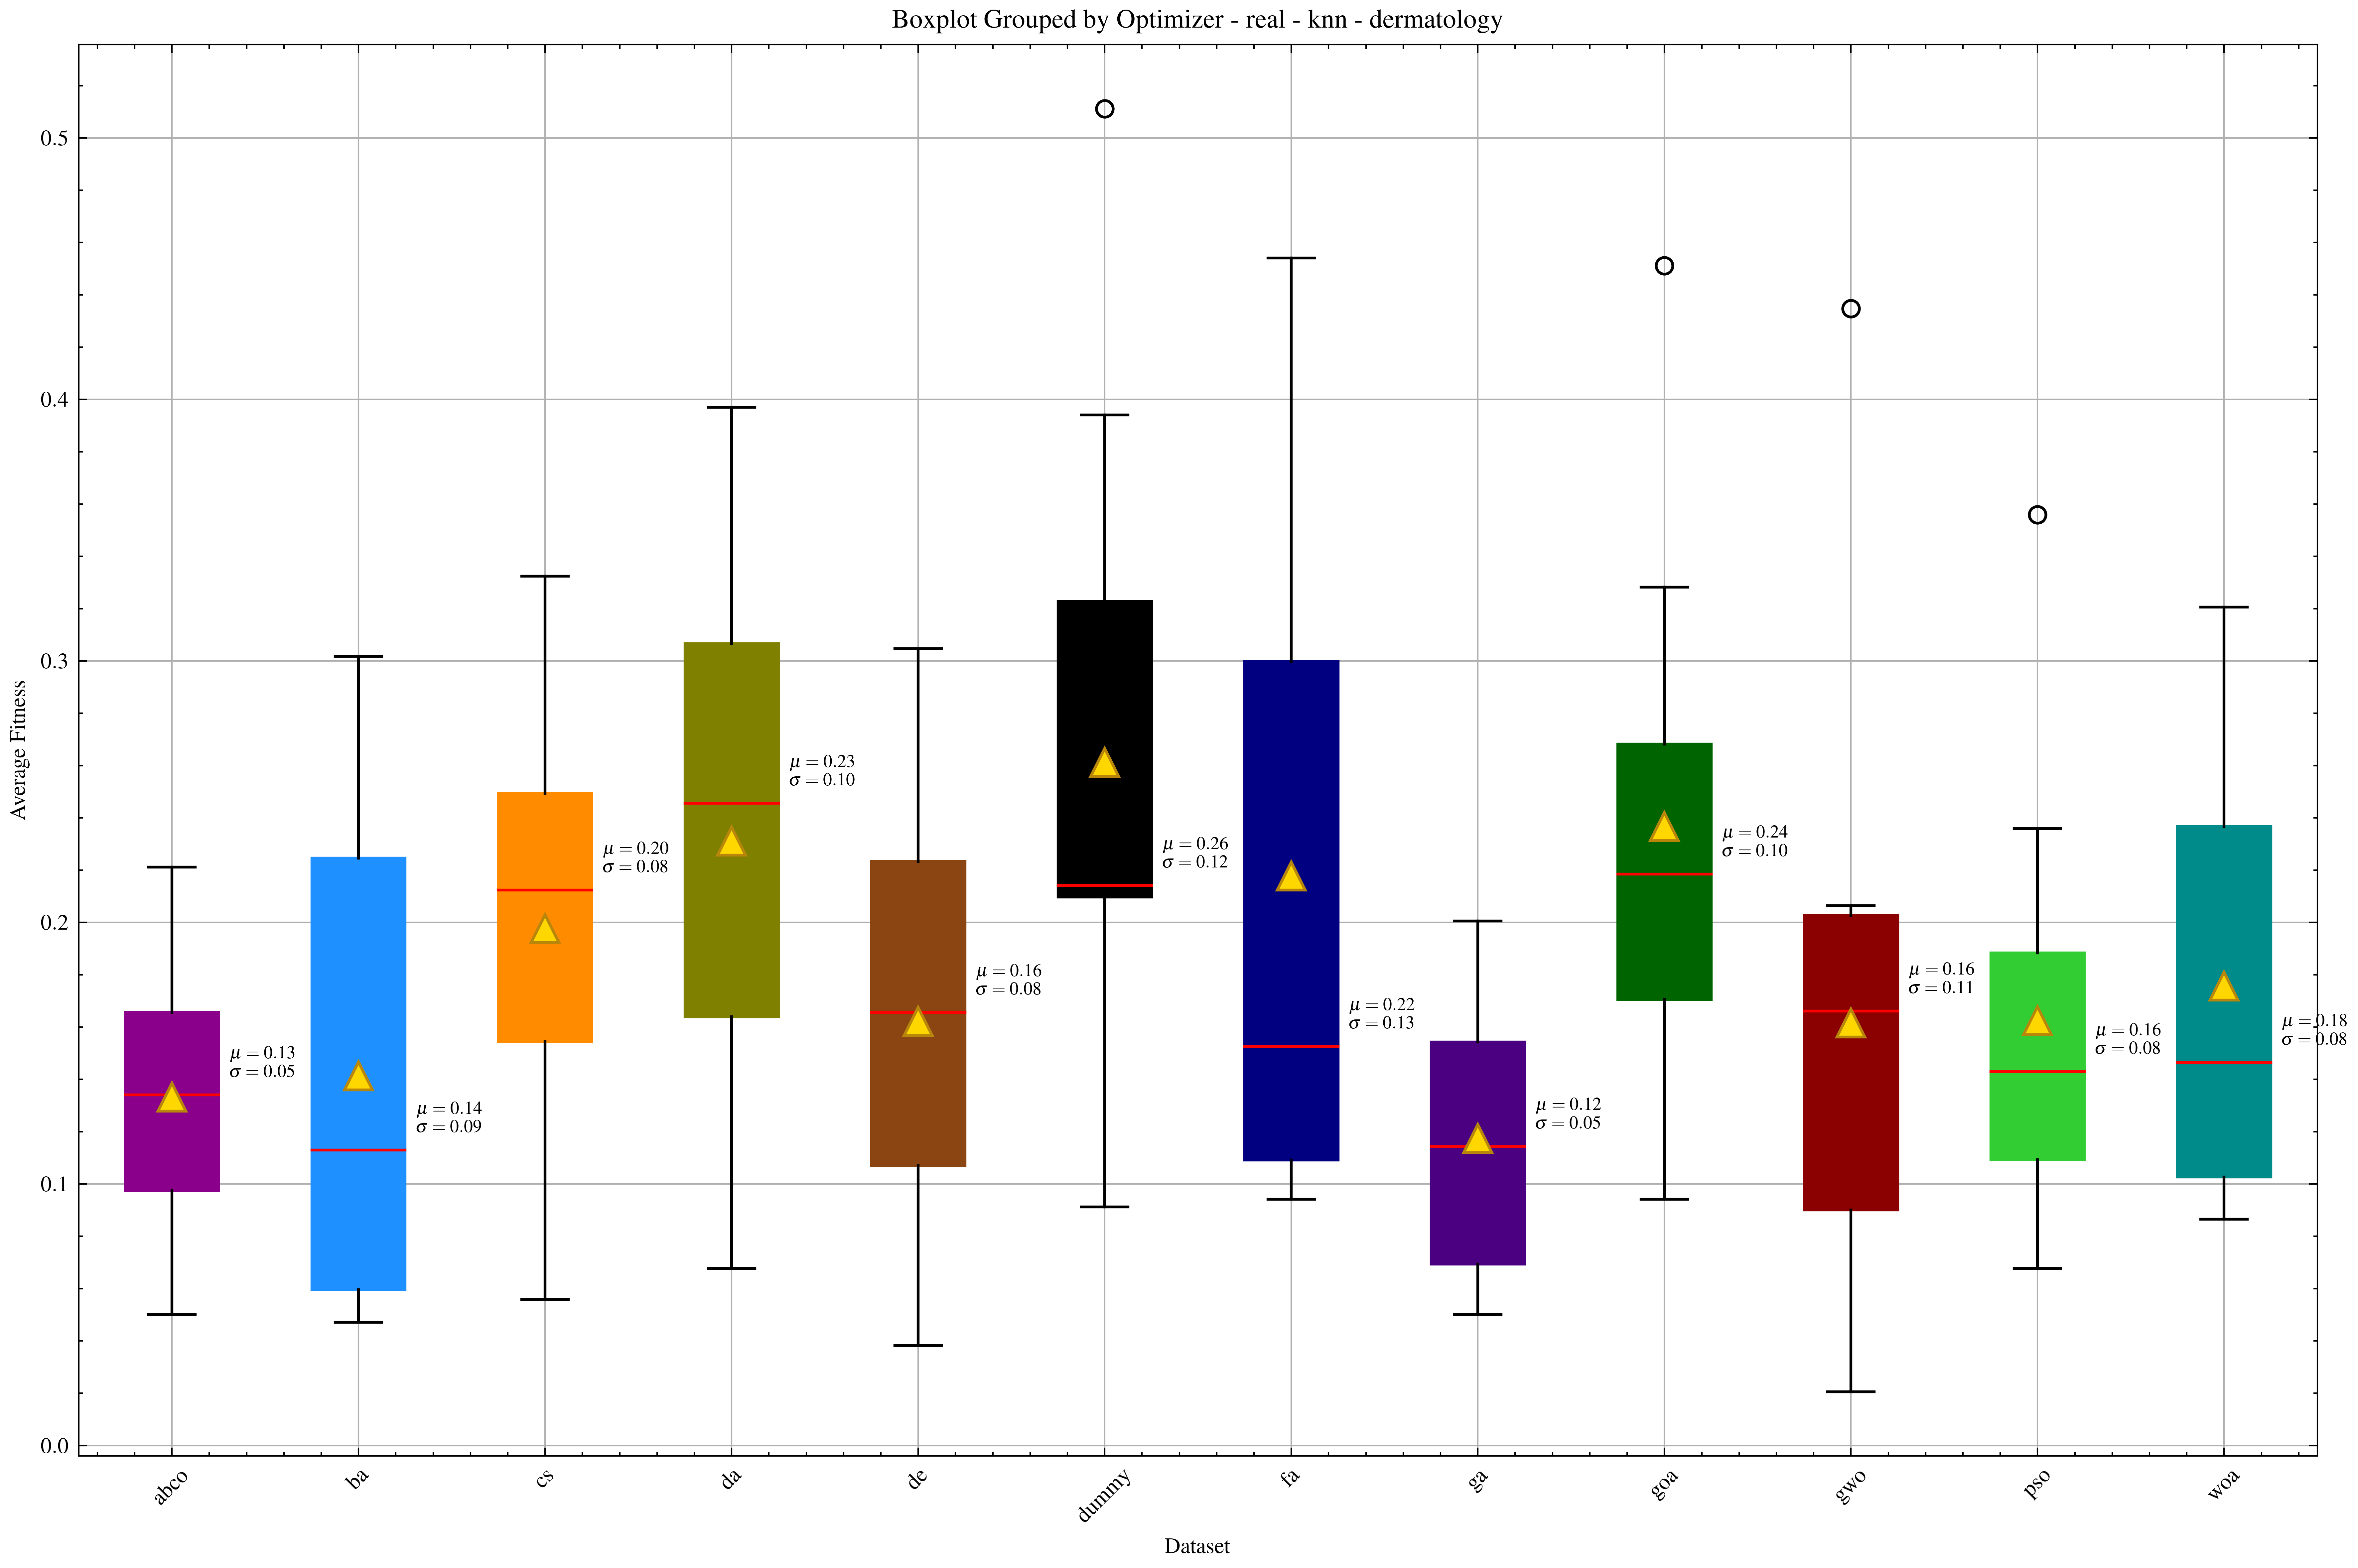 Boxplot Grouped by Optimizer - real - knn - dermatology
Average Fitness
0.5
0.4
0.3
0.2
0.1
0.0
μ = 0.13
σ = 0.05
μ = 0.14
σ = 0.09
μ = 0.20
σ = 0.08
μ = 0.23
σ = 0.10
μ = 0.16
σ = 0.08
μ = 0.26
σ = 0.12
μ = 0.22
σ = 0.13
μ = 0.12
σ = 0.05
μ = 0.24
σ = 0.10
μ = 0.16
σ = 0.11
μ = 0.16
σ = 0.08
μ = 0.18
σ = 0.08
abco
ba
cs
da
de
dummy
fa
ga
goa
gwo
pso
woa
Dataset